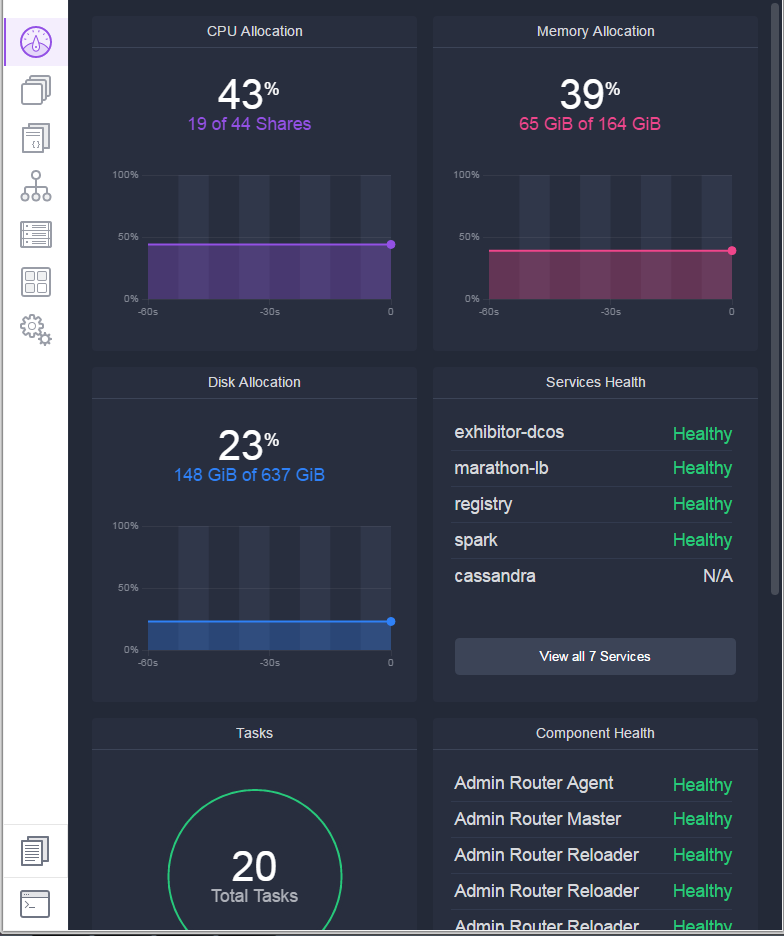 CPU Allocation
43%
19 of 44 Shares
100%
50%
0%
-60s -30s 0
Memory Allocation
39%
65 GiB of 164 GiB
100%
50%
0%
-60s -30s 0
Disk Allocation
23%
148 GiB of 637 GiB
100%
50%
0%
-60s -30s 0
Services Health
exhibitor-dcos Healthy
marathon-lb Healthy
registry Healthy
spark Healthy
cassandra N/A
View all 7 Services
Tasks
20
Total Tasks
Component Health
Admin Router Agent Healthy
Admin Router Master Healthy
Admin Router Reloader Healthy
Admin Router Reloader Healthy
Admin Router Reloader Healthy